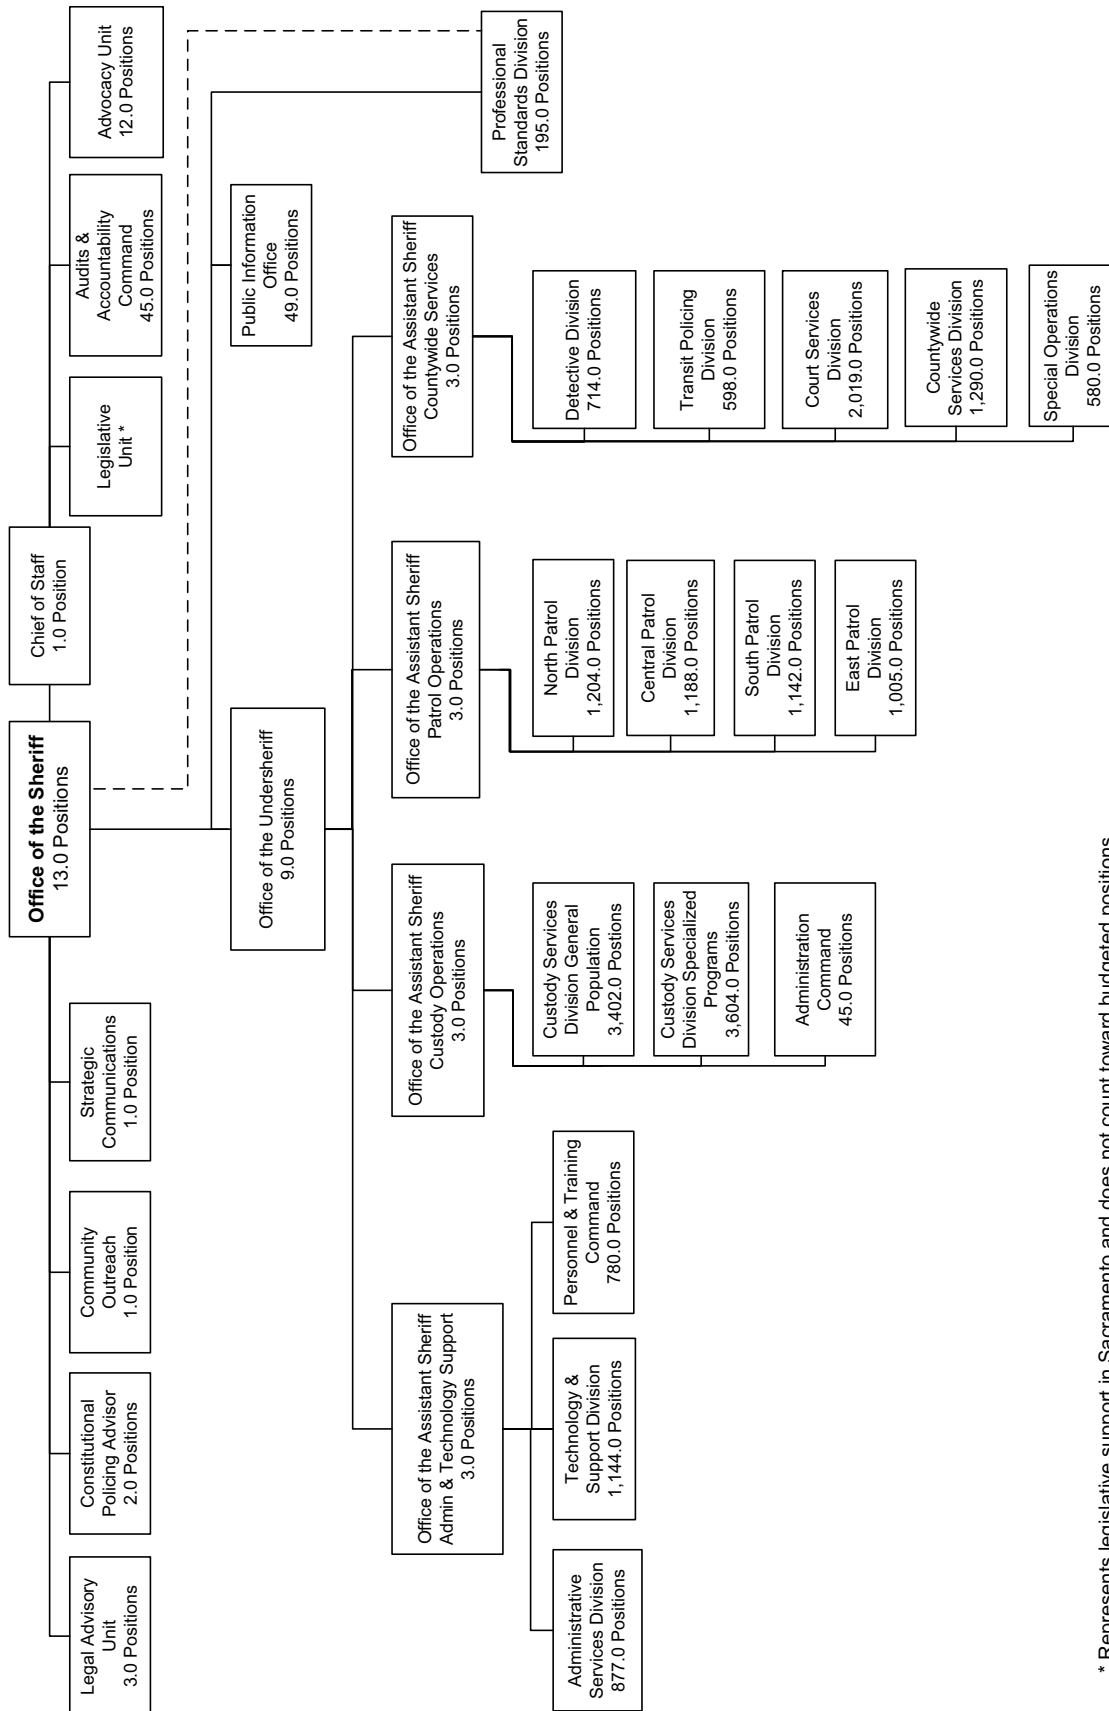 Office of the Sheriff
13.0 Positions
Chief of Staff
1.0 Position
Legal Advisory
Unit
3.0 Positions
Constitutional
Policing Advisor
2.0 Positions
Community
Outreach
1.0 Position
Strategic
Communications
1.0 Position
Legislative
Unit *
Audits &
Accountability
Command
45.0 Positions
Advocacy Unit
12.0 Positions
Office of the Undersheriff
9.0 Positions
Public Information
Office
49.0 Positions
Professional
Standards Division
195.0 Positions
Office of the Assistant Sheriff
Admin & Technology Support
3.0 Positions
Office of the Assistant Sheriff
Custody Operations
3.0 Positions
Office of the Assistant Sheriff
Patrol Operations
3.0 Positions
Office of the Assistant Sheriff
Countywide Services
3.0 Positions
Administrative
Services Division
877.0 Positions
Technology &
Support Division
1,144.0 Positions
Personnel & Training
Command
780.0 Positions
Custody Services
Division General
Population
3,402.0 Postions
Custody Services
Division Specialized
Programs
3,604.0 Positions
Administration
Command
45.0 Positions
North Patrol
Division
1,204.0 Positions
Central Patrol
Division
1,188.0 Positions
South Patrol
Division
1,142.0 Positions
East Patrol
Division
1,005.0 Positions
Detective Division
714.0 Positions
Transit Policing
Division
598.0 Positions
Court Services
Division
2,019.0 Positions
Countywide
Services Division
1,290.0 Positions
Special Operations
Division
580.0 Positions
* Represents legislative support in Sacramento and does not count toward budgeted positions